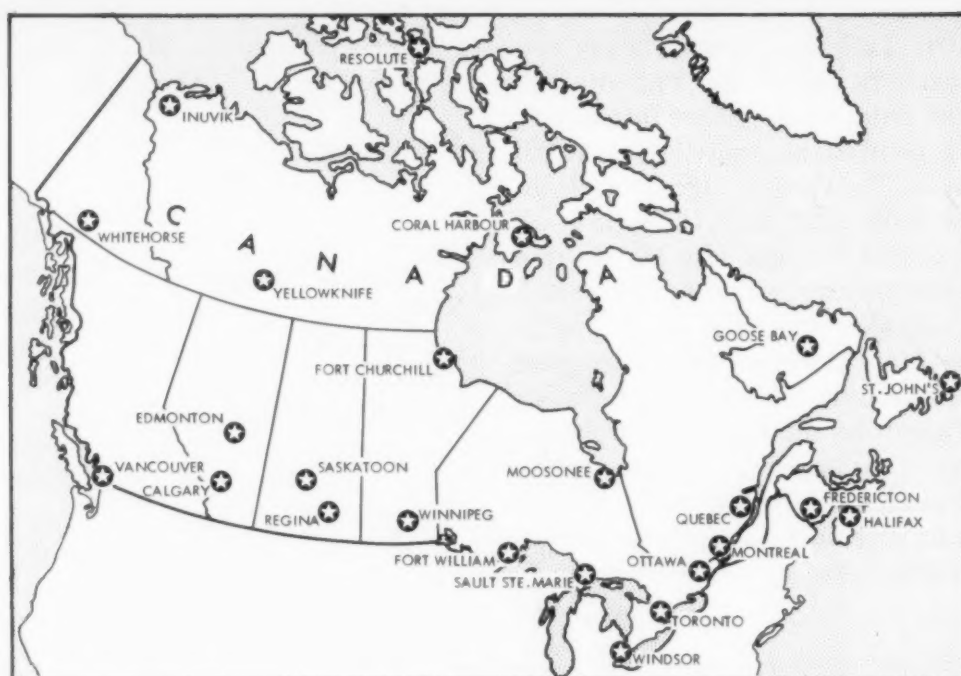 RESOLUTE
INUVIK
WHITEHORSE
CANADA
CORAL HARBOUR
YELLOWKNIFE
GOOSE BAY
FORT CHURCHILL
ST. JOHN'S
EDMONTON
VANCOUVER
CALGARY
SASKATOON
REGINA
WINNIPEG
MOOSONEE
QUEBEC
FREDERICTON
HALIFAX
FORT WILLIAM
SAULT STE. MARIE
OTTAWA
MONTREAL
TORONTO
WINDSOR